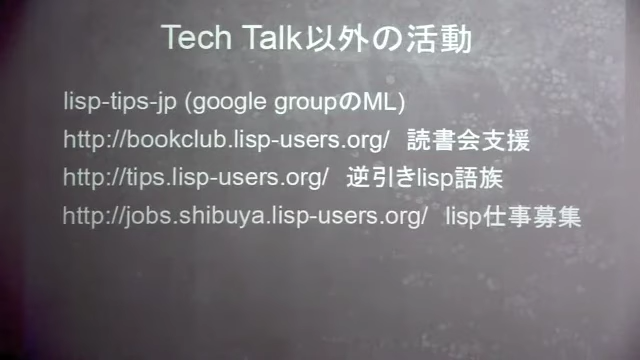 Tech Talk以外の活動
lisp-tips-jp (google groupのML)
http://bookclub.lisp-users.org/ 読書会支援
http://tips.lisp-users.org/ 逆引きlisp語族
http://jobs.shibuya.lisp-users.org/ lisp仕事募集